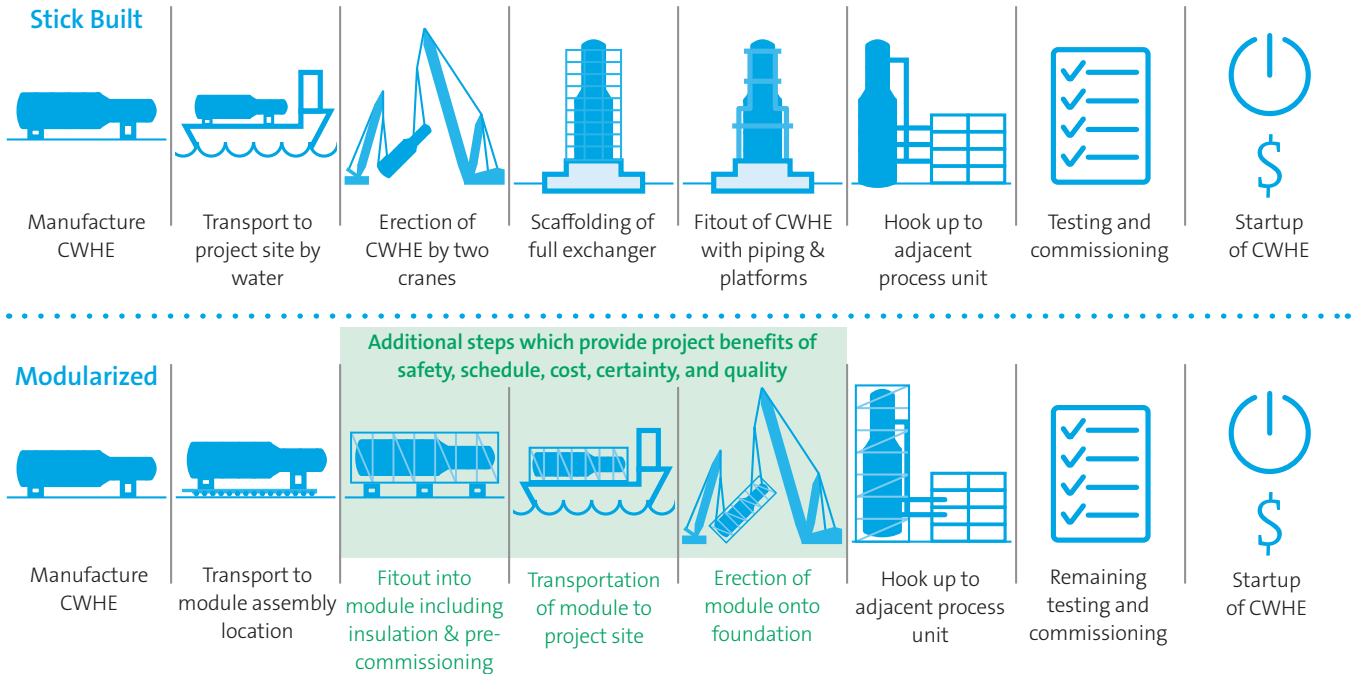 Stick Built
Manufacture
CWHE
Transport to
project site by
water
Erection of
CWHE by two
cranes
Scaffolding of
full exchanger
Fitout of CWHE
with piping &
platforms
Hook up to
adjacent
process unit
Testing and
commissioning
$
Startup
of CWHE
Additional steps which provide project benefits of
safety, schedule, cost, certainty, and quality
Modularized
Manufacture
CWHE
Transport to
module assembly
location
Fitout into
module including
insulation & pre-
commissioning
Transportation
of module to
project site
Erection of
module onto
foundation
Hook up to
adjacent process
unit
Remaining
testing and
commissioning
$
Startup
of CWHE